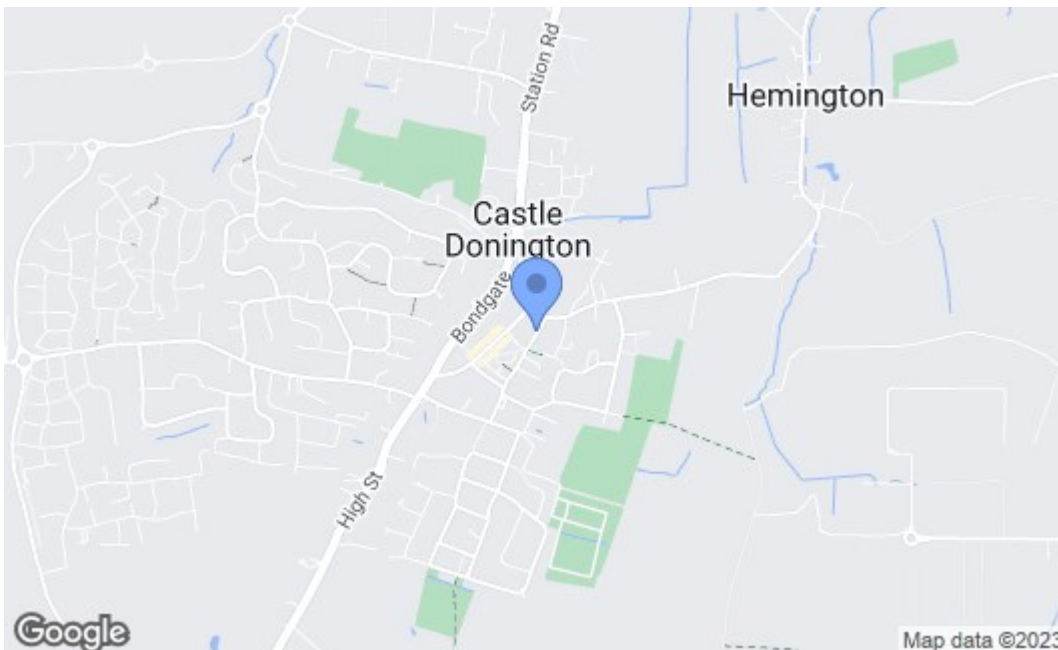 Station Rd
Hemington
Castle
Donington
Bondgate
High St
Google
Map data ©2023